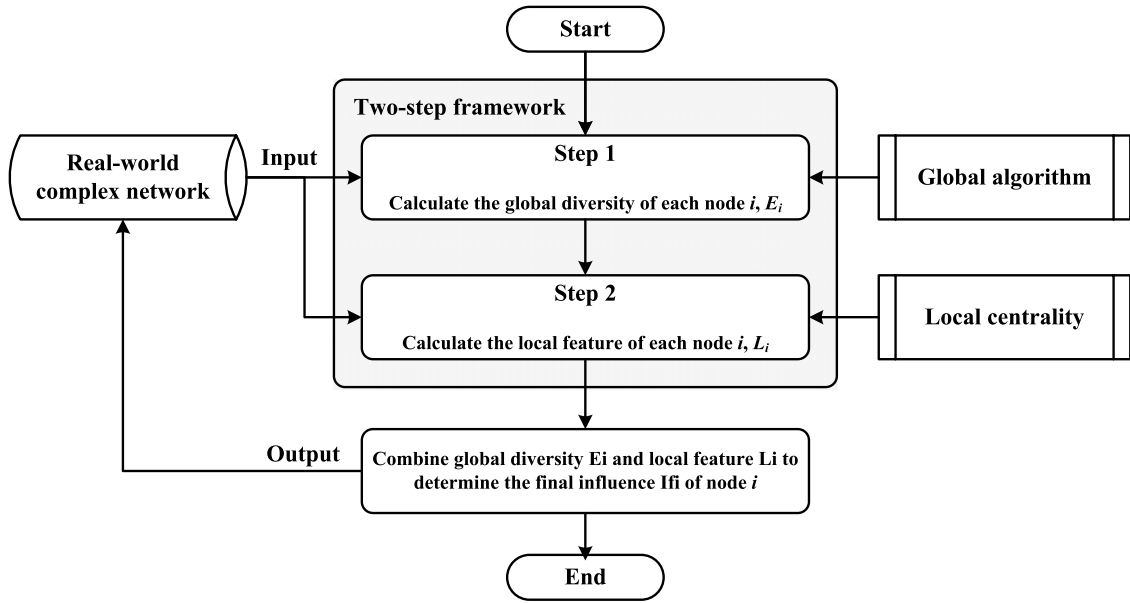 Start
Two-step framework
Real-world
complex network
Input
Step 1
Calculate the global diversity of each node i, Ei
Global algorithm
Step 2
Calculate the local feature of each node i, Li
Local centrality
Output
Combine global diversity Ei and local feature Li to
determine the final influence Ifi of node i
End